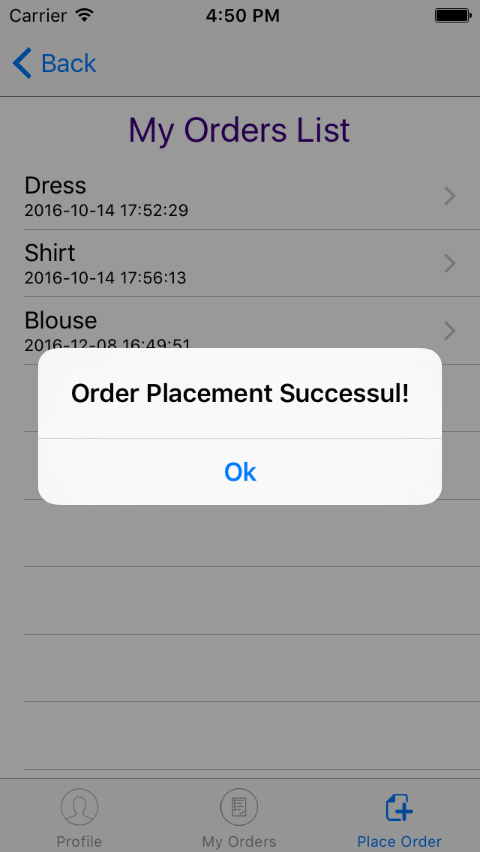 Carrier 4:50 PM
Back
My Orders List
Dress
2016-10-14 17:52:29
Shirt
2016-10-14 17:56:13
Blouse
2016-12-08 16:49:51
Order Placement Successul!
Ok
Profile My Orders Place Order